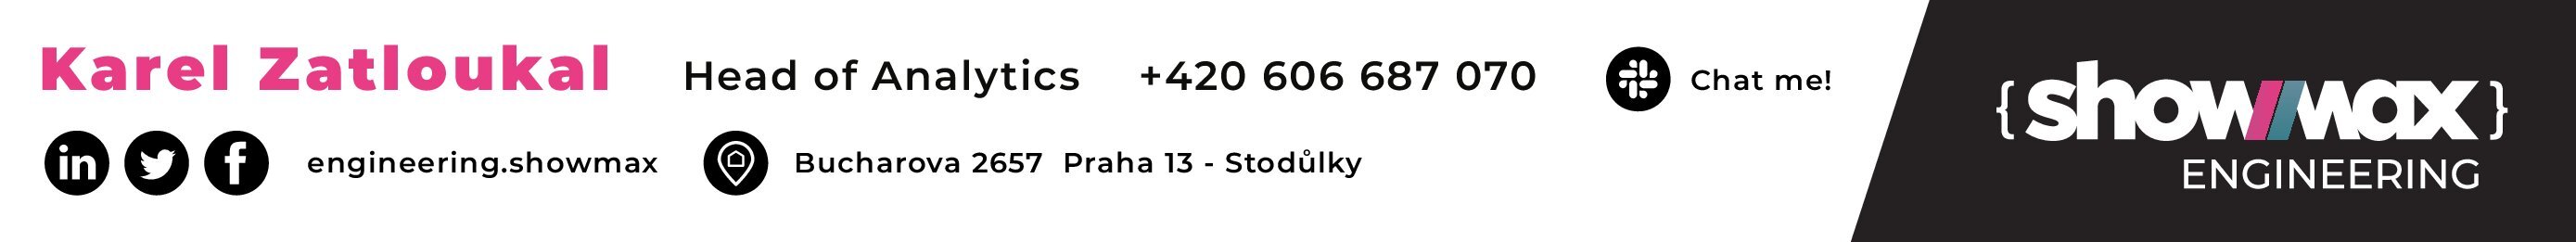 Karel Zatloukal Head of Analytics +420 606 687 070 Chat me!
in f engineering.showmax Bucharova 2657 Praha 13 - Stodůlky
{showmax}
ENGINEERING